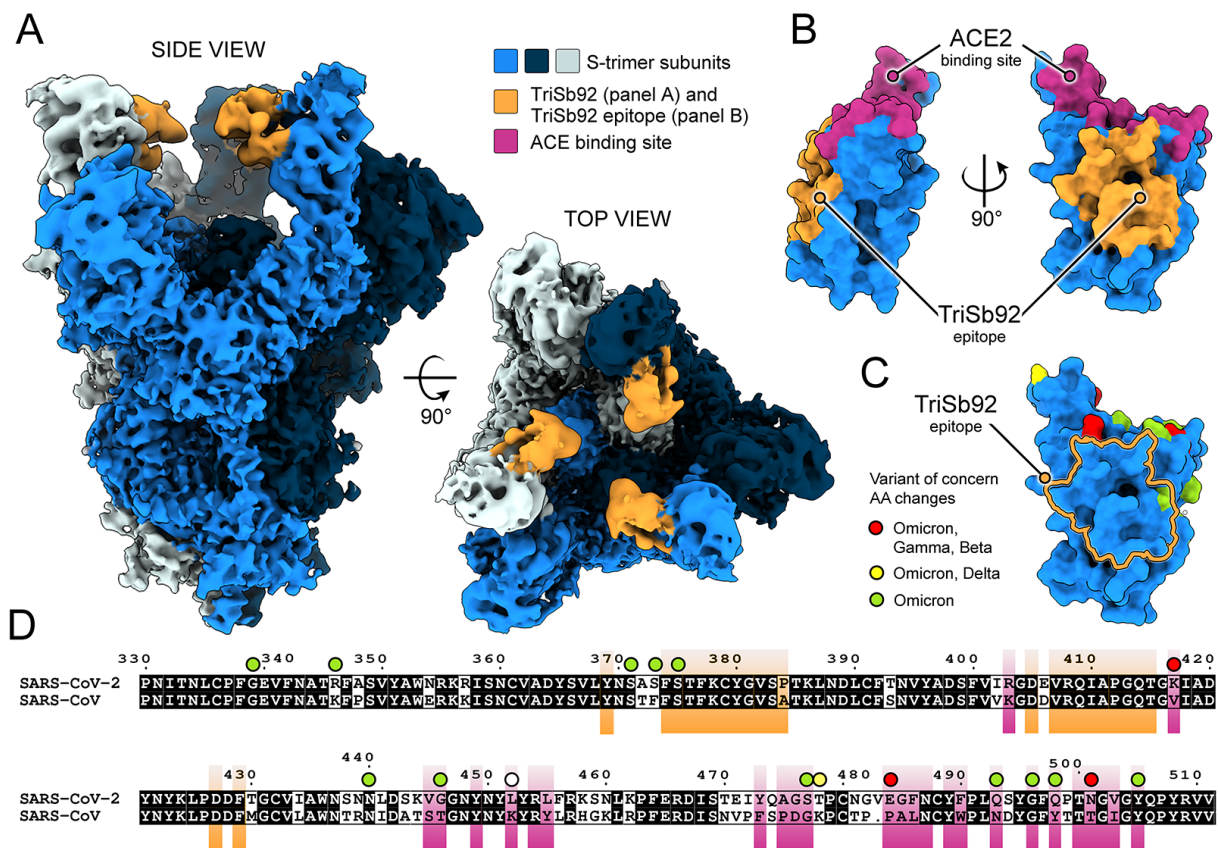 A
SIDE VIEW
S-trimer subunits
TriSb92 (panel A) and
TriSb92 epitope (panel B)
ACE binding site
TOP VIEW
90°
B
ACE2
binding site
90°
TriSb92
epitope
C
TriSb92
epitope
Variant of concern
AA changes
Omicron,
Gamma, Beta
Omicron, Delta
Omicron
D
330 340 350 360 370 380 390 400 410 420
SARS-CoV-2 PNITNLCPFGEVFNATRFASVYAWNRKRISNCVADYSVLYNSASFSTFKCYGVSPTKLNDLCFTNVYADSFVIRGDEVRQIAPGQTGKIAD
SARS-CoV PNITNLCPFGEVFNATKFPSVYAWERKKISNCVADYSVLYNSTFFSTFKCYGVSATKLNDLCFSNVYADSFVVKGDDVRQIAPGQTGVIAD
430 440 450 460 470 480 490 500 510
SARS-CoV-2 YNYKLPDDFTGCVIAWNSNNLDSKVGGNYNYLYRLFRKSNLKPFERDISTEIYQAGSTPCNGVEGFNCYFPLQSYGFQPTNGVGYQPYRVV
SARS-CoV YNYKLPDDFMGCVIAWNTRNIDATSTGNYNYKYRYLRHGKLRPFERDISNVPFSPDGKPCTP.PALNCYWPLNDYGFYTTTGIGYQPYRVV